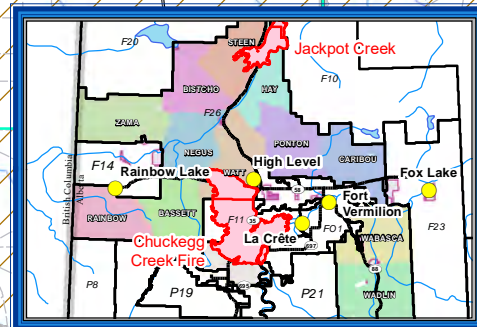 F20
STEEN
Jackpot Creek
F10
BISTCHO
HAY
F26
ZAMA
PONTON
NEGUS
CARIBOU
F14
High Level
Rainbow Lake
WATT
Fox Lake
58
British Columbia
Alberta
Fort
Vermilion
RAINBOW
BASSETT
F11
35
F01
F23
La Crête
697
WABASCA
Chuckegg
Creek Fire
88
P8
P19
695
P21
WADLIN